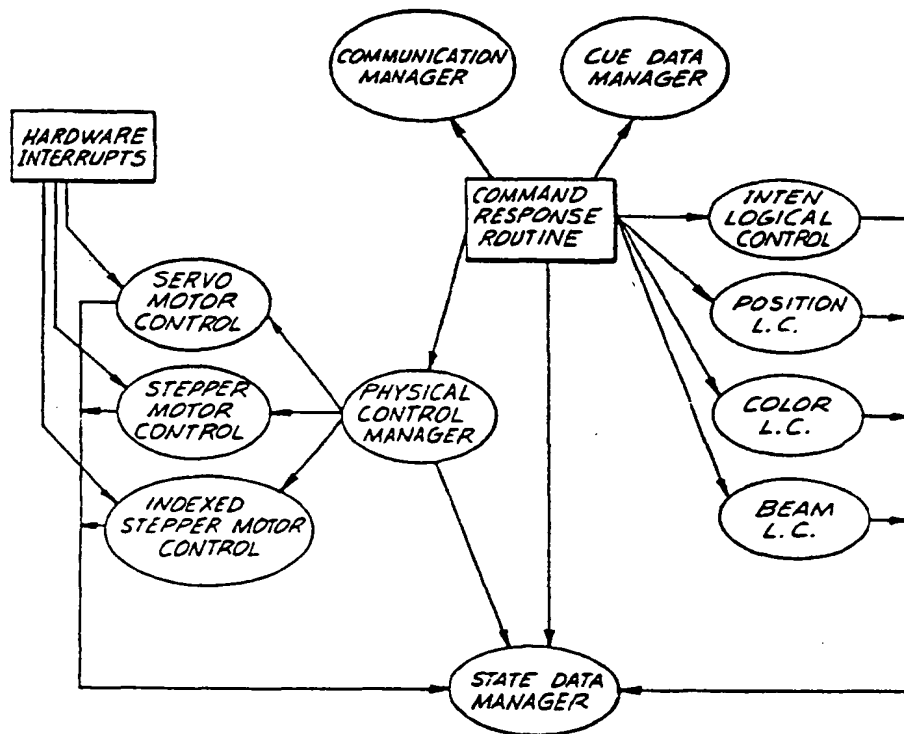 COMMUNICATION
MANAGER
CUE DATA
MANAGER
HARDWARE
INTERRUPTS
COMMAND
RESPONSE
ROUTINE
INTEN
LOGICAL
CONTROL
SERVO
MOTOR
CONTROL
POSITION
L.C.
STEPPER
MOTOR
CONTROL
PHYSICAL
CONTROL
MANAGER
COLOR
L.C.
INDEXED
STEPPER MOTOR
CONTROL
BEAM
L.C.
STATE DATA
MANAGER